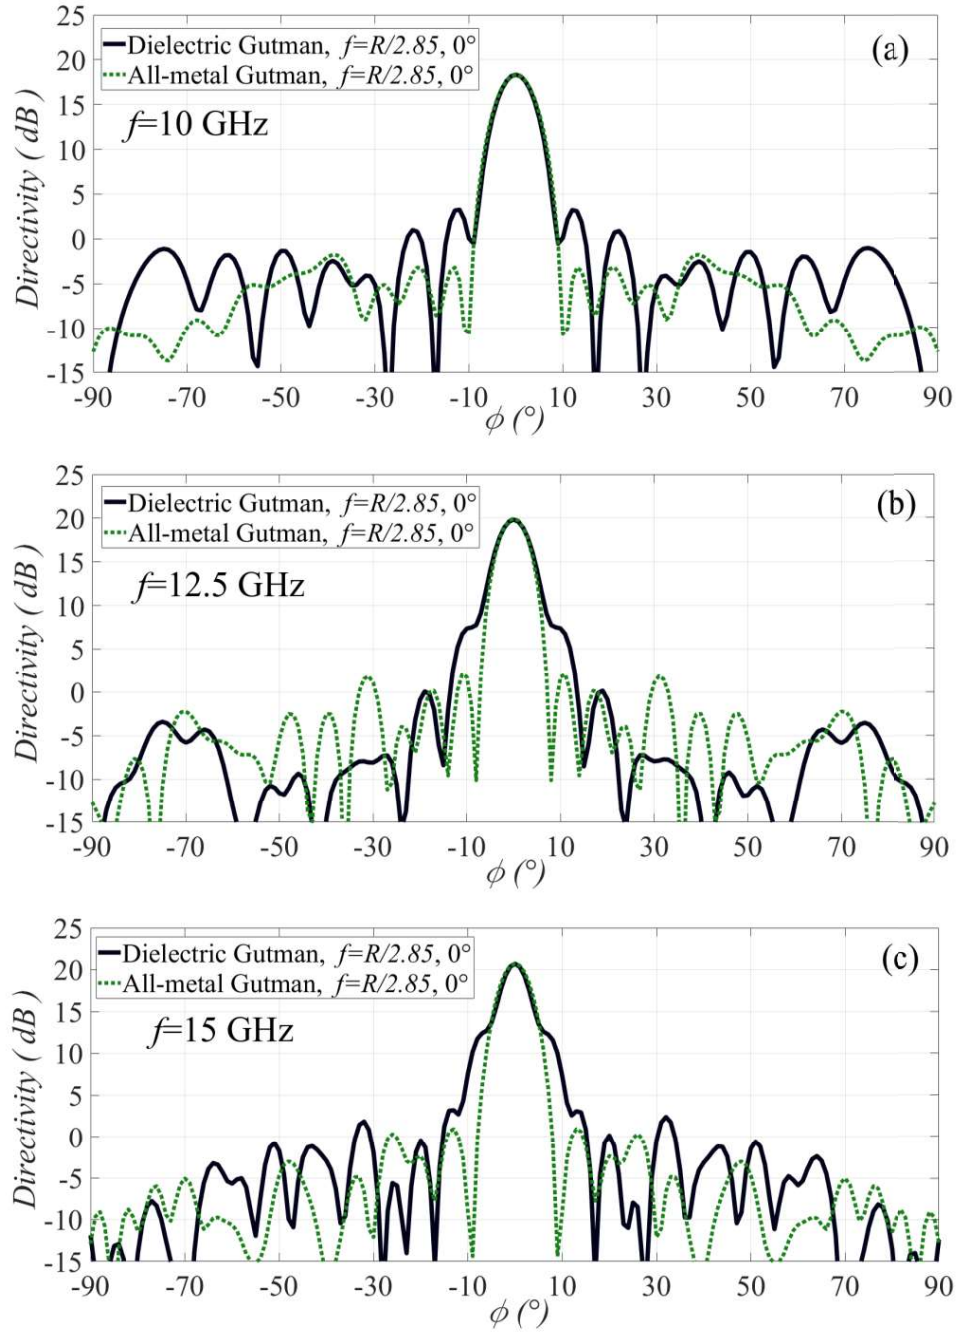 25
Dielectric Gutman, f=R/2.85, 0°
(a)
20
All-metal Gutman, f=R/2.85, 0°
15
f=10 GHz
10
5
0
-5
-10
-15
Directivity ( dB )
-90 -70 -50 -30 -10 10 30 50 70 90
ϕ (°)
25
Dielectric Gutman, f=R/2.85, 0°
(b)
20
All-metal Gutman, f=R/2.85, 0°
15
f=12.5 GHz
10
5
0
-5
-10
-15
Directivity ( dB )
-90 -70 -50 -30 -10 10 30 50 70 90
ϕ (°)
25
Dielectric Gutman, f=R/2.85, 0°
(c)
20
All-metal Gutman, f=R/2.85, 0°
15
f=15 GHz
10
5
0
-5
-10
-15
Directivity ( dB )
-90 -70 -50 -30 -10 10 30 50 70 90
ϕ (°)